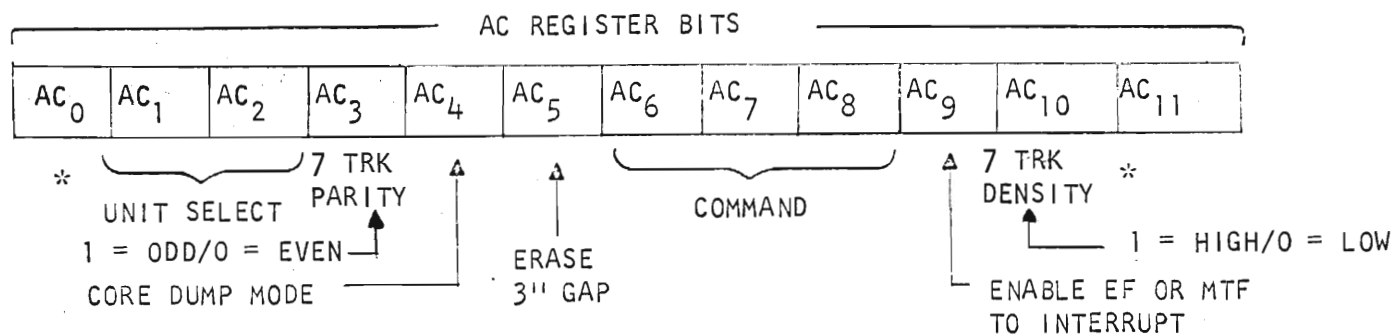 AC REGISTER BITS
AC0 AC1 AC2 AC3 AC4 AC5 AC6 AC7 AC8 AC9 AC10 AC11
*
UNIT SELECT
7 TRK
PARITY
1 = ODD/0 = EVEN
CORE DUMP MODE
ERASE
3" GAP
COMMAND
7 TRK
DENSITY
*
1 = HIGH/0 = LOW
ENABLE EF OR MTF
TO INTERRUPT